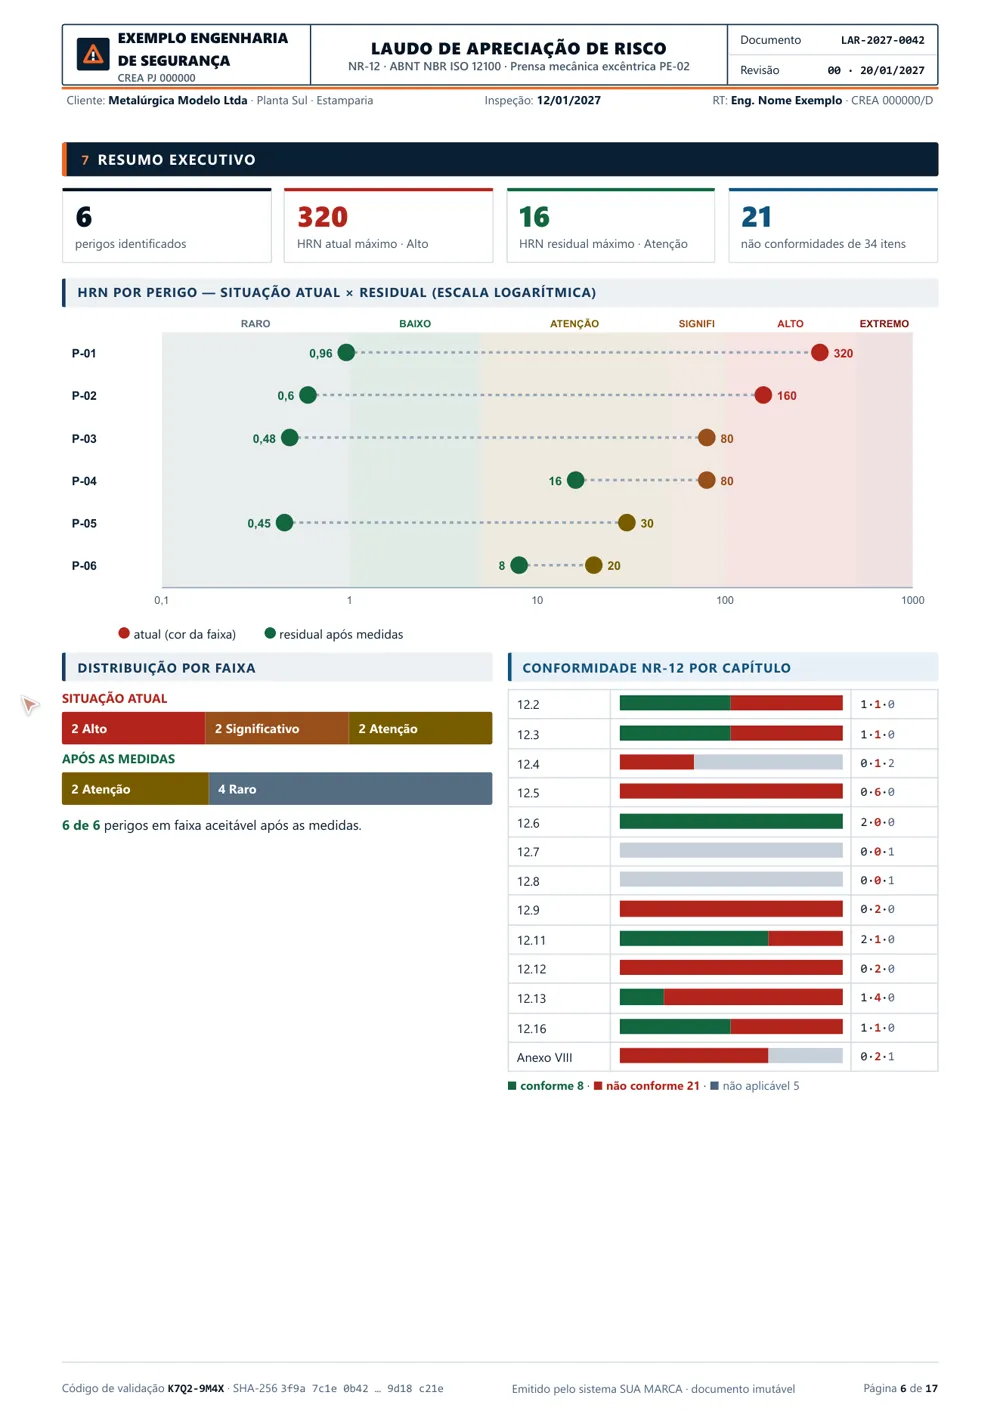 EXEMPLO ENGENHARIA
DE SEGURANÇA
CREA PJ 000000
LAUDO DE APRECIAÇÃO DE RISCO
NR-12 · ABNT NBR ISO 12100 · Prensa mecânica excêntrica PE-02
Documento LAR-2027-0042
Revisão 00 · 20/01/2027
Cliente: Metalúrgica Modelo Ltda · Planta Sul · Estamparia
Inspeção: 12/01/2027
RT: Eng. Nome Exemplo · CREA 000000/D
7 RESUMO EXECUTIVO
6
perigos identificados
320
HRN atual máximo · Alto
16
HRN residual máximo · Atenção
21
não conformidades de 34 itens
HRN POR PERIGO — SITUAÇÃO ATUAL × RESIDUAL (ESCALA LOGARÍTMICA)
RARO BAIXO ATENÇÃO SIGNIFI ALTO EXTREMO
P-01 0,96 320
P-02 0,6 160
P-03 0,48 80
P-04 16 80
P-05 0,45 30
P-06 8 20
0,1 1 10 100 1000
atual (cor da faixa) residual após medidas
DISTRIBUIÇÃO POR FAIXA
SITUAÇÃO ATUAL
2 Alto 2 Significativo 2 Atenção
APÓS AS MEDIDAS
2 Atenção 4 Raro
6 de 6 perigos em faixa aceitável após as medidas.
CONFORMIDADE NR-12 POR CAPÍTULO
12.2 1·1·0
12.3 1·1·0
12.4 0·1·2
12.5 0·6·0
12.6 2·0·0
12.7 0·0·1
12.8 0·0·1
12.9 0·2·0
12.11 2·1·0
12.12 0·2·0
12.13 1·4·0
12.16 1·1·0
Anexo VIII 0·2·1
conforme 8 · não conforme 21 · não aplicável 5
Código de validação K7Q2-9M4X · SHA-256 3f9a 7c1e 0b42 … 9d18 c21e
Emitido pelo sistema SUA MARCA · documento imutável
Página 6 de 17